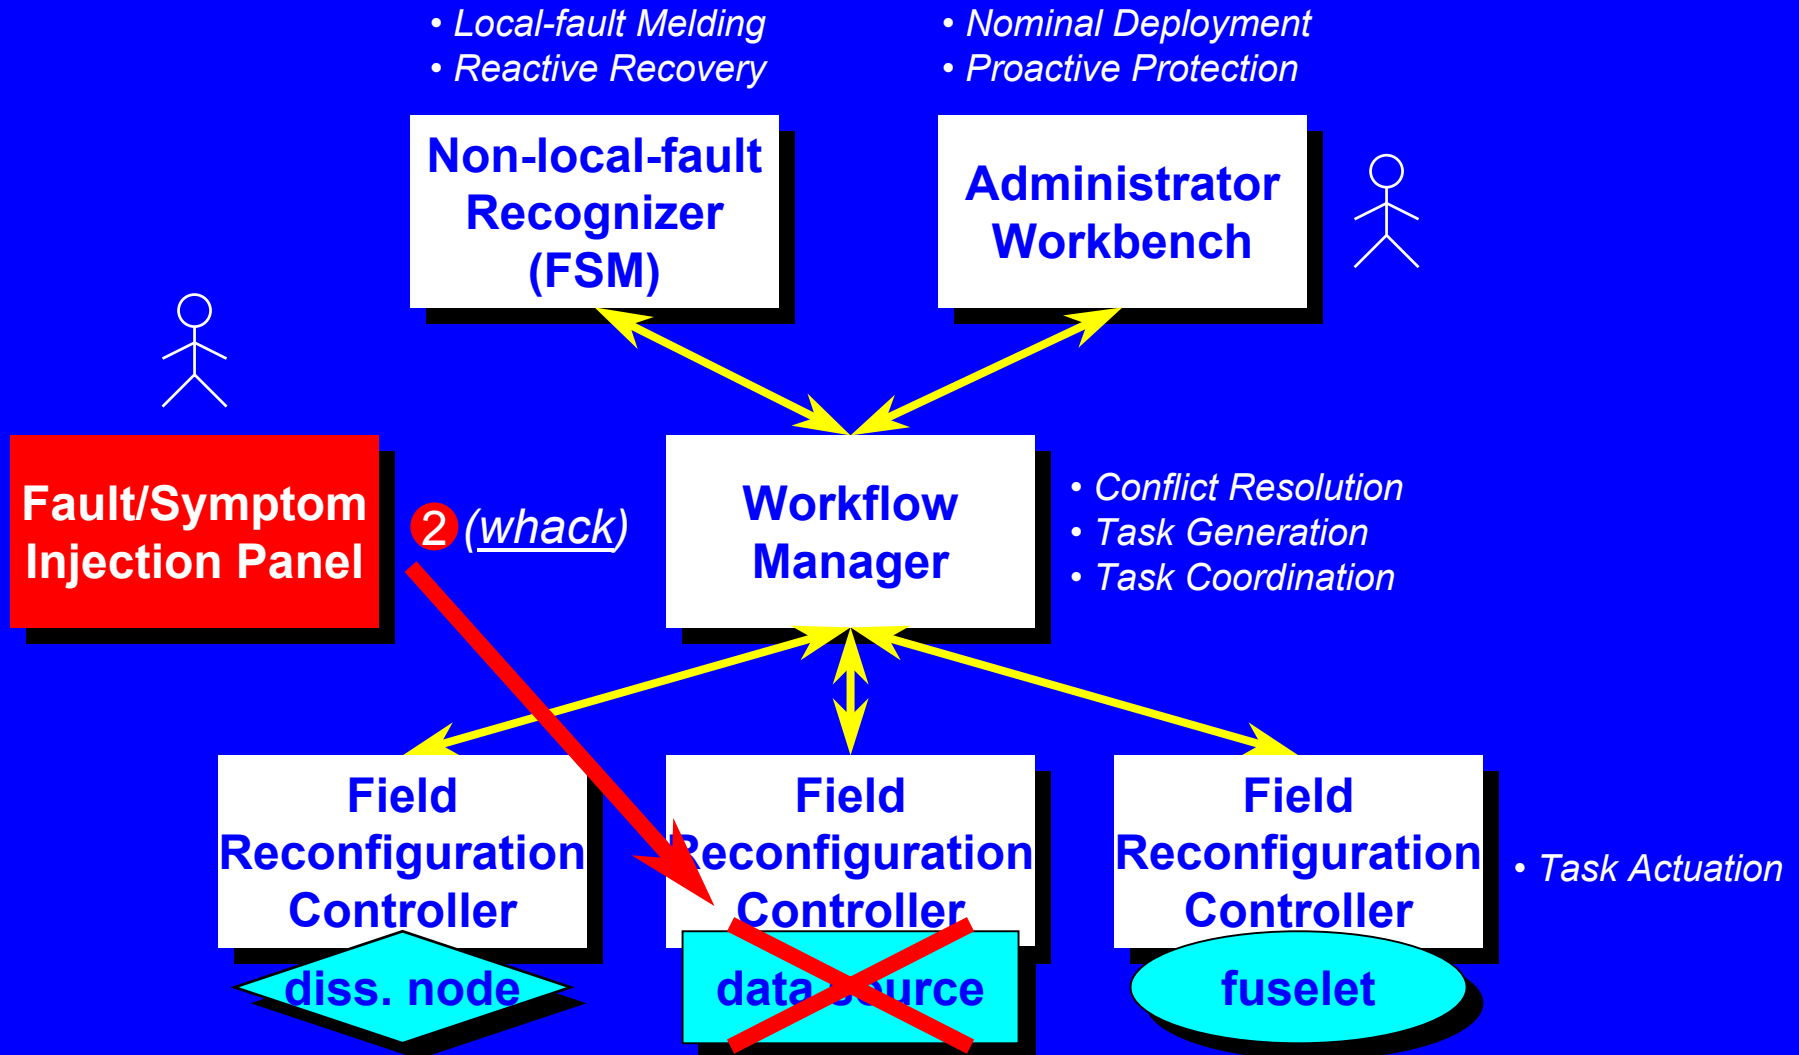 • Local-fault Melding
• Reactive Recovery
• Nominal Deployment
• Proactive Protection
Non-local-fault
Recognizer
(FSM)
Administrator
Workbench
Fault/Symptom
Injection Panel
2 (whack)
Workflow
Manager
• Conflict Resolution
• Task Generation
• Task Coordination
Field
Reconfiguration
Controller
diss. node
Field
Reconfiguration
Controller
data source
Field
Reconfiguration
Controller
fuselet
• Task Actuation